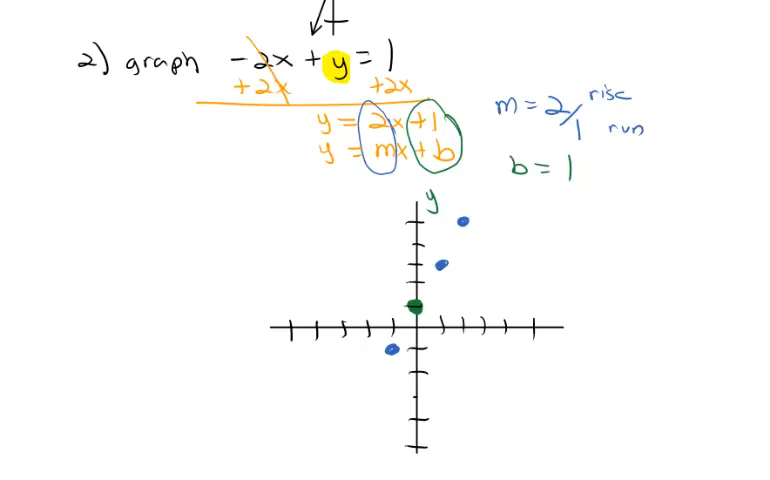 2) graph -2x + y = 1
+2x +2x
y = 2x + 1
y = mx + b
m = 2/1 rise run
b = 1
y